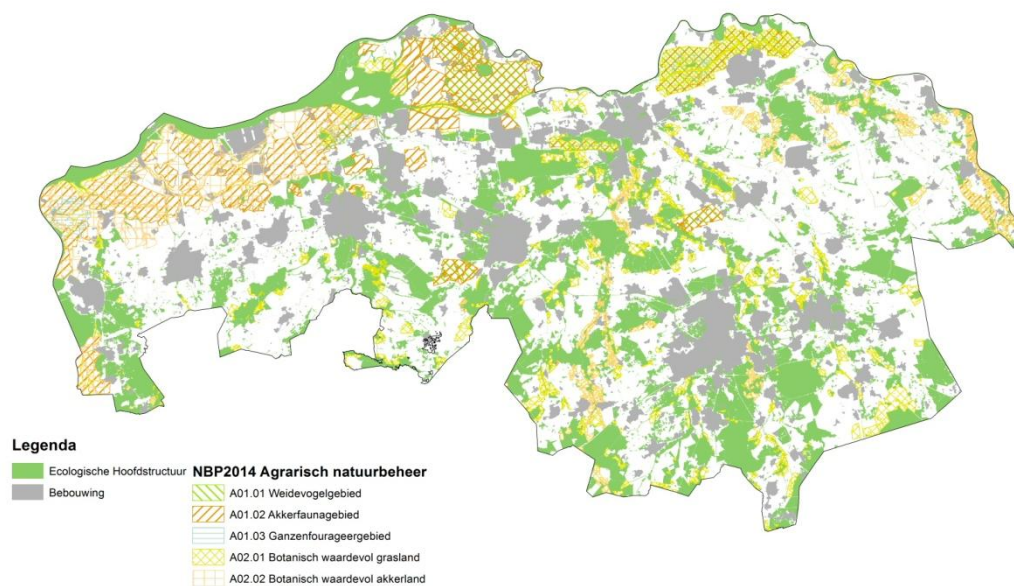 Legenda
Ecologische Hoofdstructuur
Bebouwing
NBP2014 Agrarisch natuurbeheer
A01.01 Weidevogelgebied
A01.02 Akkerfaunagebied
A01.03 Ganzenfourageergebied
A02.01 Botanisch waardevol grasland
A02.02 Botanisch waardevol akkerland